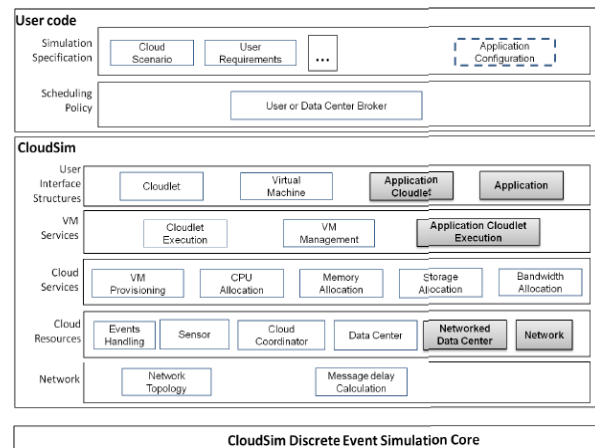 User code
Simulation
Specification
Cloud
Scenario
User
Requirements
...
Application
Configuration
Scheduling
Policy
User or Data Center Broker
CloudSim
User
Interface
Structures
Cloudlet
Virtual
Machine
Application
Cloudlet
Application
VM
Services
Cloudlet
Execution
VM
Management
Application Cloudlet
Execution
Cloud
Services
VM
Provisioning
CPU
Allocation
Memory
Allocation
Storage
Allocation
Bandwidth
Allocation
Cloud
Resources
Events
Handling
Sensor
Cloud
Coordinator
Data Center
Networked
Data Center
Network
Network
Network
Topology
Message delay
Calculation
CloudSim Discrete Event Simulation Core